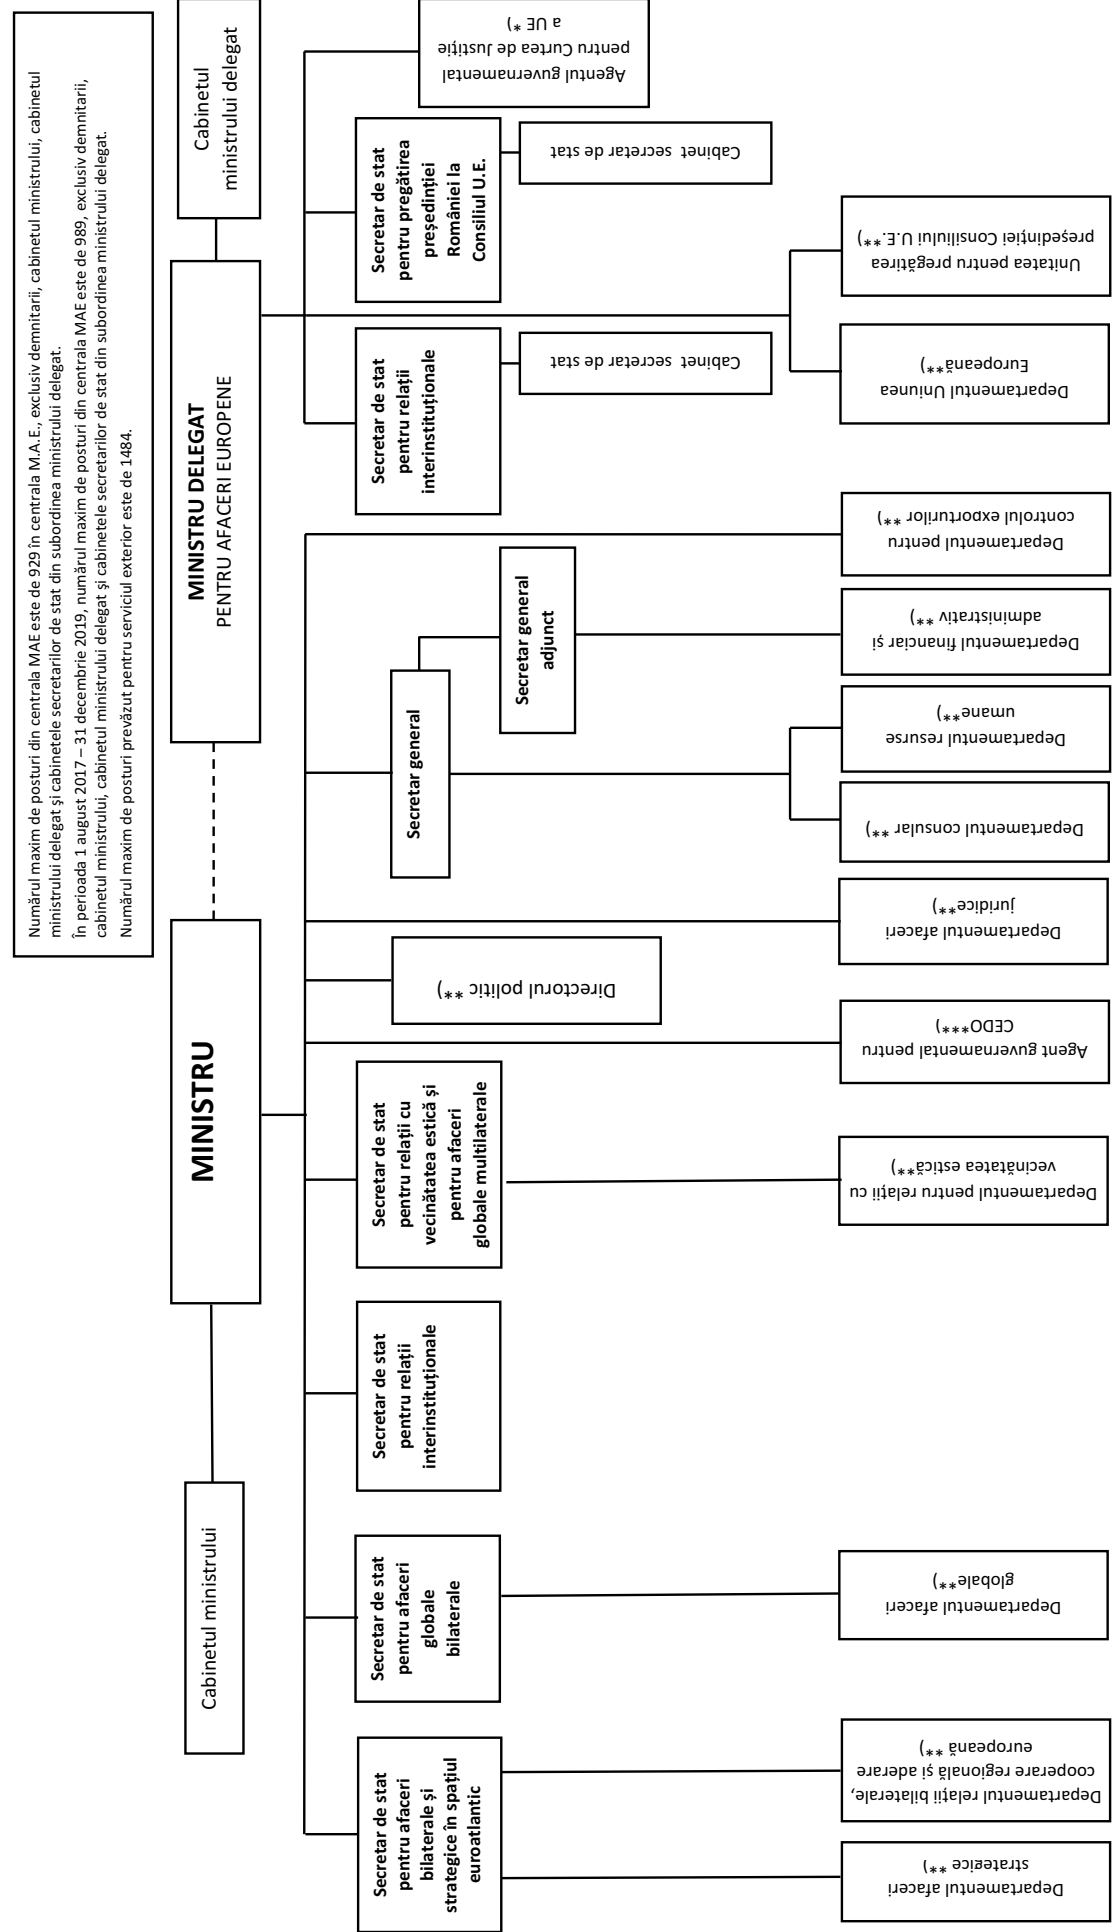 Numărul maxim de posturi din centrala MAE este de 929 în centrala M.A.E., exclusiv demnitarii, cabinetul ministrului, cabinetul
ministrului delegat şi cabinetele secretarilor de stat din subordinea ministrului delegat.
În perioada 1 august 2017 – 31 decembrie 2019, numărul maxim de posturi din centrala MAE este de 989, exclusiv demnitarii,
cabinetul ministrului, cabinetul ministrului delegat şi cabinetele secretarilor de stat din subordinea ministrului delegat.
Numărul maxim de posturi prevăzut pentru serviciul exterior este de 1484.
Cabinetul ministrului
MINISTRU
MINISTRU DELEGAT
PENTRU AFACERI EUROPENE
Cabinetul
ministrului delegat
Secretar de stat
pentru afaceri
bilaterale și
strategice în spațiul
euroatlantic
Secretar de stat
pentru afaceri
globale
bilaterale
Secretar de stat
pentru relații
interinstituționale
Secretar de stat
pentru relații cu
vecinătatea estică și
pentru afaceri
globale multilaterale
Directorul politic **)
Secretar general
Secretar general
adjunct
Secretar de stat
pentru relații
interinstituționale
Cabinet secretar de stat
Secretar de stat
pentru pregătirea
președinției
României la
Consiliul U.E.
Cabinet secretar de stat
Agentul guvernamental
pentru Curtea de Justiție
a UE *)
Departamentul afaceri
strategice **)
Departamentul relații bilaterale,
cooperare regională și aderare
europeană **)
Departamentul afaceri
globale**)
Departamentul pentru relații cu
vecinătatea estică**)
Agent guvernamental pentru
CEDO***)
Departamentul afaceri
juridice**)
Departamentul consular **)
Departamentul resurse
umane**)
Departamentul financiar și
administrativ **)
Departamentul pentru
controlul exporturilor **)
Departamentul Uniunea
Europeană**)
Unitatea pentru pregătirea
președinției Consiliului U.E.**)